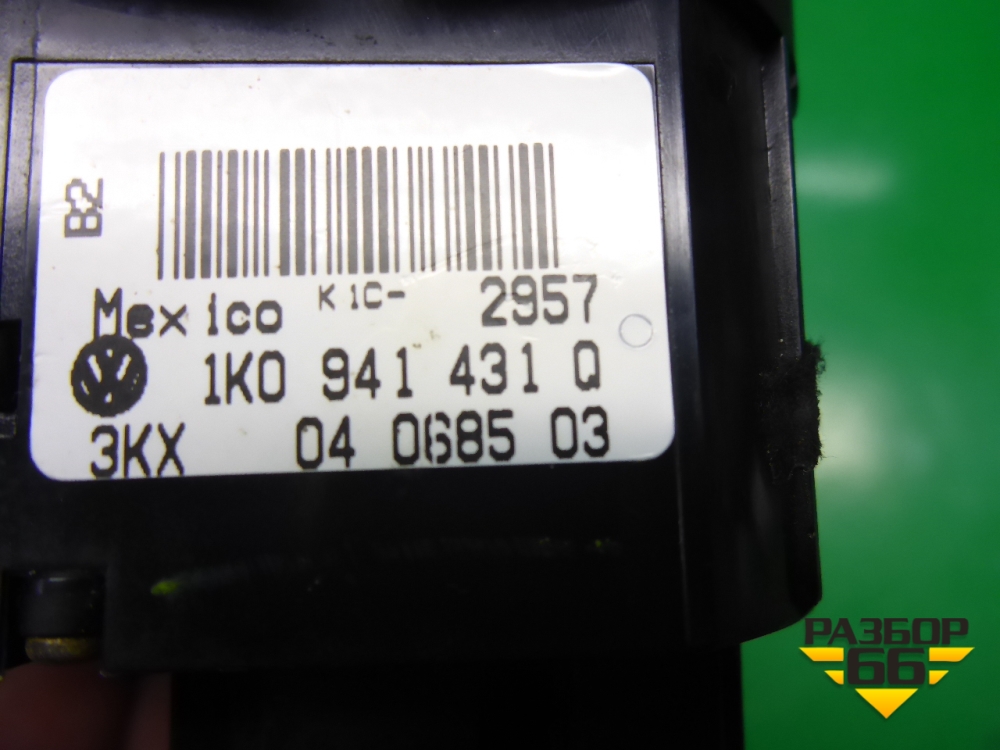 B2
Mexico K1C- 2957
1K0 941 431 Q
3KX 04 0685 03
РАЗБОР
66